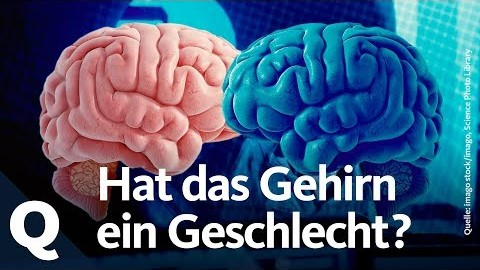 Hat das Gehirn
ein Geschlecht?
Q
Quelle: imago stock/imago, Science Photo Library